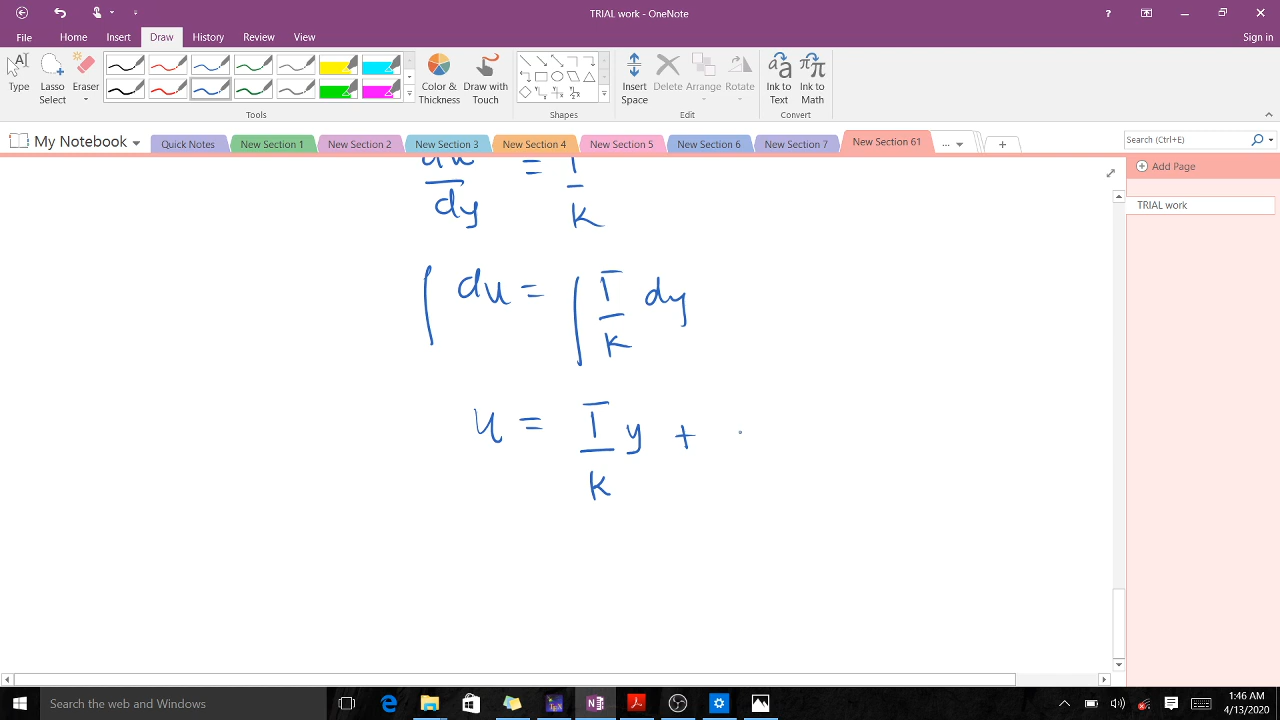 TRIAL work - OneNote
Sign in
File Home Insert Draw History Review View
Type
Lasso Select
Eraser
Color & Thickness
Draw with Touch
Insert Space
Delete
Arrange
Rotate
Ink to Text
Ink to Math
Tools
Shapes
Edit
Convert
My Notebook
Quick Notes
New Section 1
New Section 2
New Section 3
New Section 4
New Section 5
New Section 6
New Section 7
New Section 61
...
Search (Ctrl+E)
Add Page
TRIAL work
du/dy = T/k
∫ du = ∫ T/k dy
u = T/k y +
Search the web and Windows
1:46 AM
4/13/2020